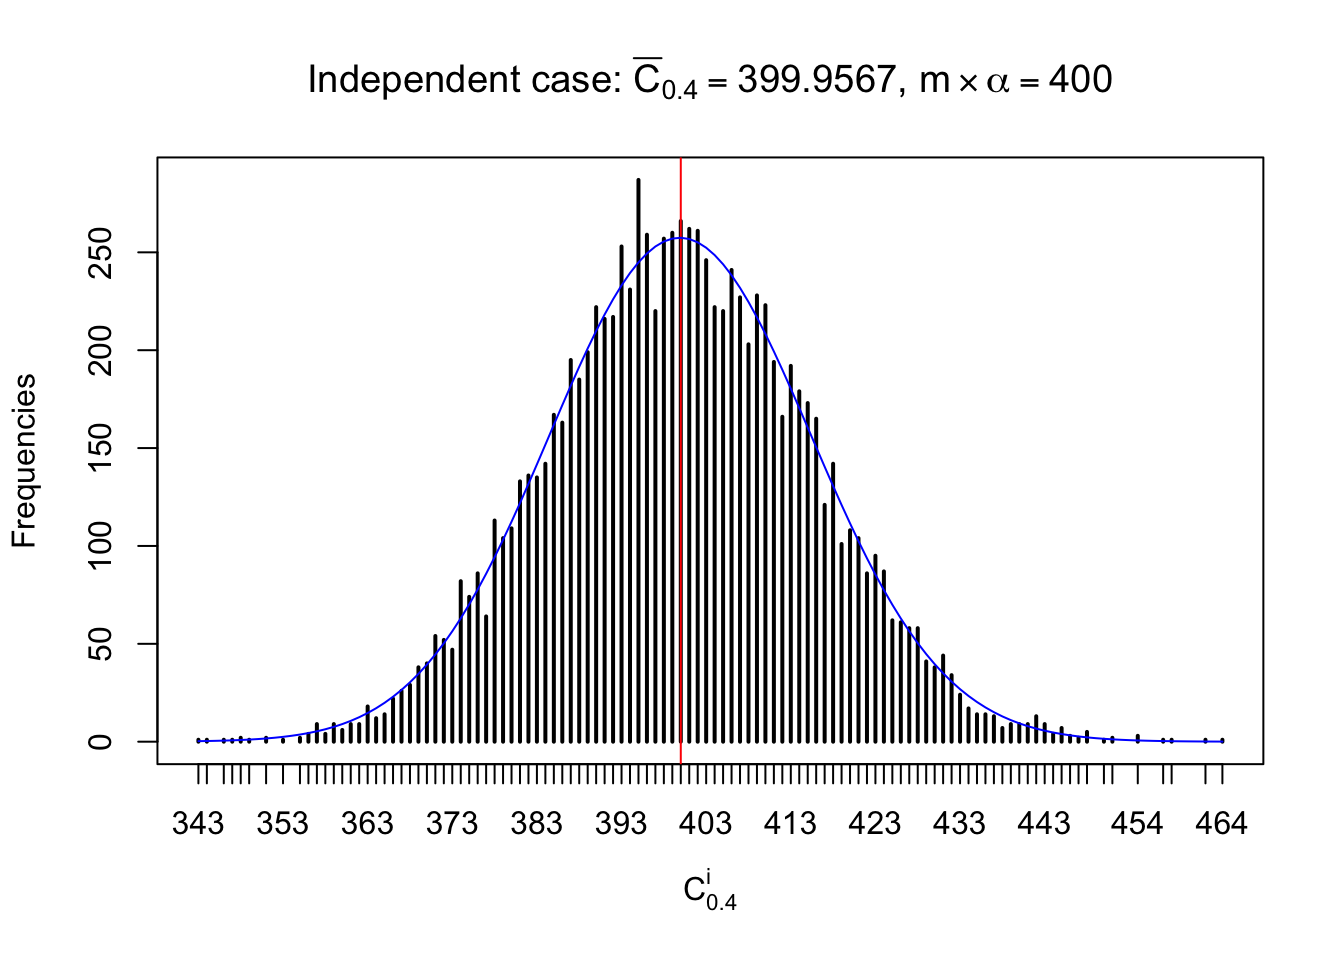 Independent case: C̅₀.₄ = 399.9567, m × α = 400
Frequencies
250
200
150
100
50
0
343 353 363 373 383 393 403 413 423 433 443 454 464
Cⁱ₀.₄